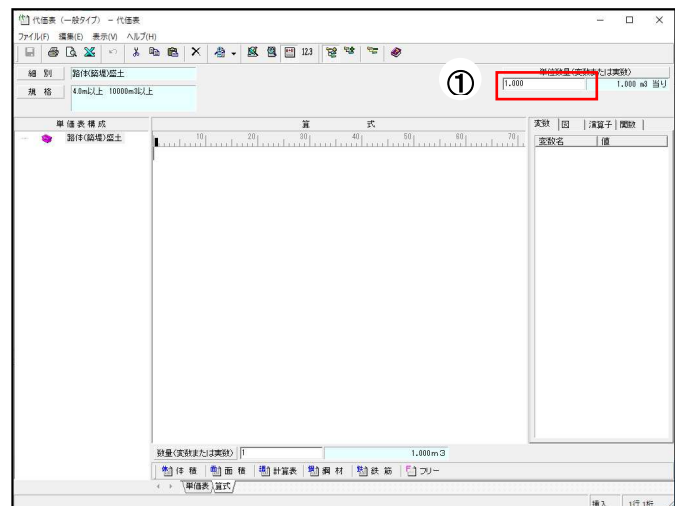 代価表 (一般タイプ) - 代価表
ファイル(F) 編集(E) 表示(V) ヘルプ(H)
123
細 別 路体(築堤)盛土 単位数量(変数または実数)
① 1.000 1.000 m3 当り
規 格 4.0m以上 10000m3以上
単 価 表 構 成 算 式 変数 図 演算子 関数
路体(築堤)盛土 10 20 30 40 50 60 70 変数名 値
数量(変数または実数) 1 1.000m3
体 積 面 積 計算表 鋼 材 鉄 筋 フリー
単価表 算式
挿入 1行 1桁